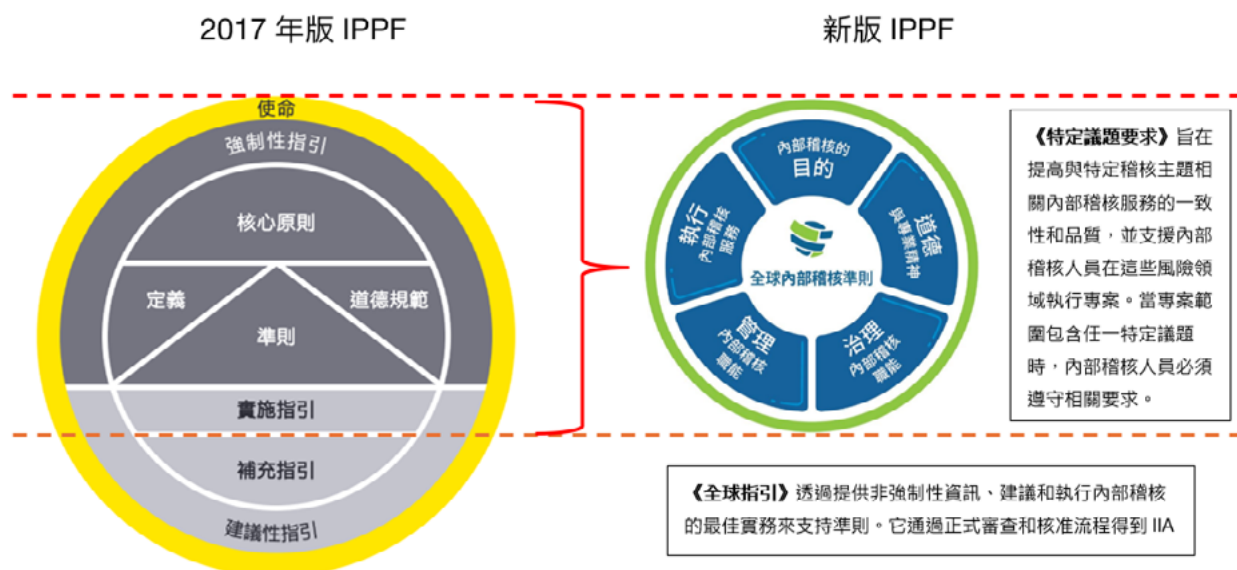 2017 年版 IPPF
新版 IPPF
使命
強制性指引
核心原則
定義
道德規範
準則
實施指引
補充指引
建議性指引
內部稽核的
目的
道德
與專業精神
治理
內部稽核
職能
管理
內部稽核
職能
執行
內部稽核
服務
全球內部稽核準則
《特定議題要求》旨在
提高與特定稽核主題相
關內部稽核服務的一致
性和品質，並支援內部
稽核人員在這些風險領
域執行專案。當專案範
圍包含任一特定議題
時，內部稽核人員必須
遵守相關要求。
《全球指引》透過提供非強制性資訊、建議和執行內部稽核
的最佳實務來支持準則。它通過正式審查和核准流程得到 IIA